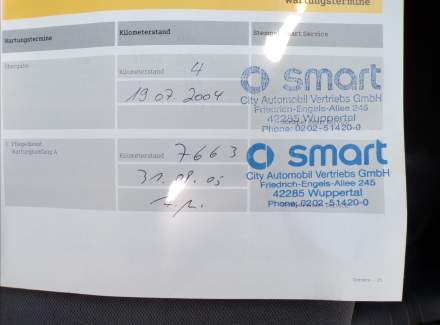 Wartungstermine
Wartungstermine Kilometerstand Stempel smart Service
Übergabe
Kilometerstand 4
19.07.2004
smart
City Automobil Vertriebs GmbH
Friedrich-Engels-Allee 245
42285 Wuppertal
Phone: 0202-51420-0
1. Pflegedienst
Wartungsumfang A
Kilometerstand 7663
31.08.05
smart
City Automobil Vertriebs GmbH
Friedrich-Engels-Allee 245
42285 Wuppertal
Phone: 0202-51420-0
Service - 25